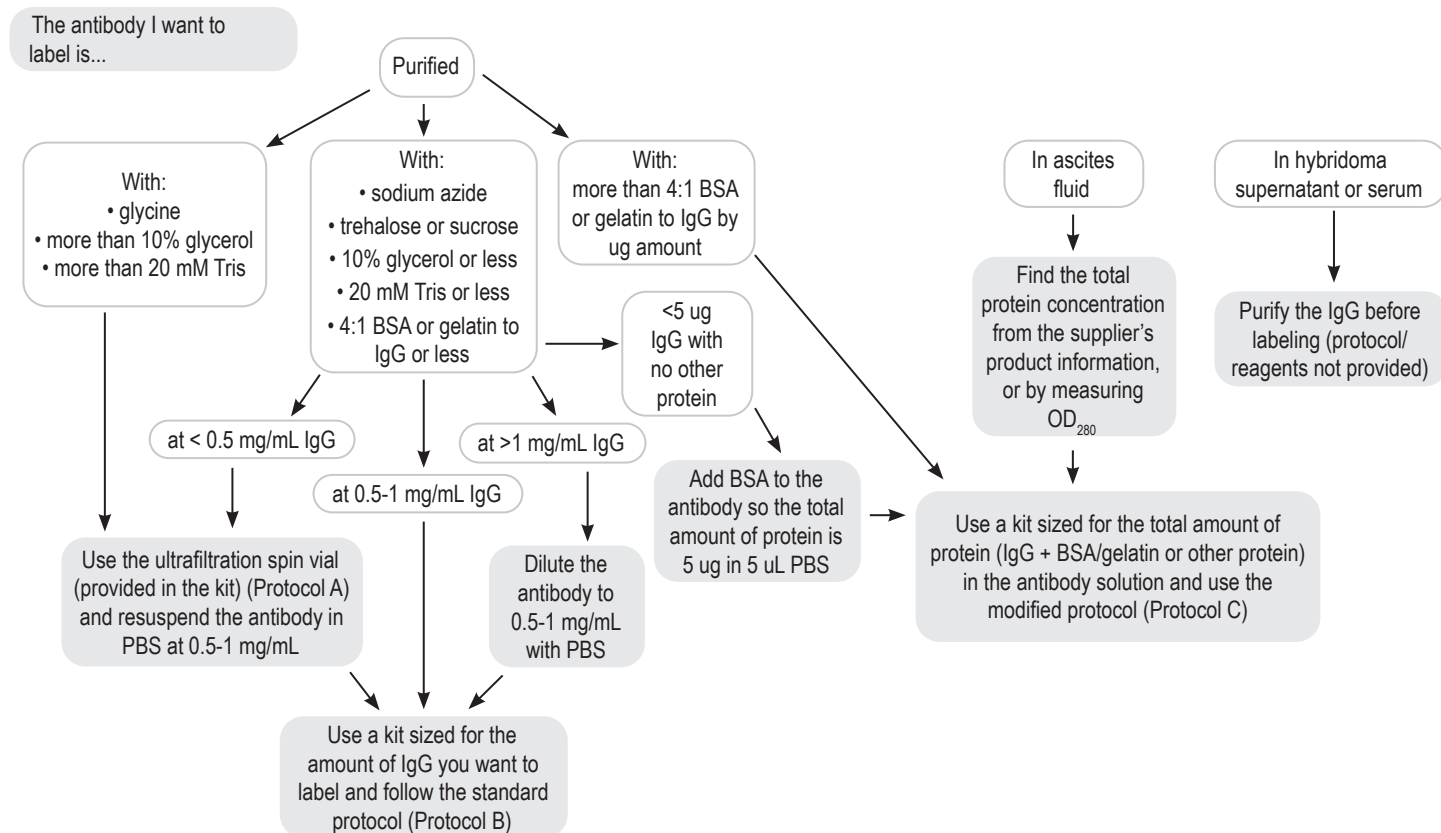 The antibody I want to
label is...
Purified
With:
• glycine
• more than 10% glycerol
• more than 20 mM Tris
With:
• sodium azide
• trehalose or sucrose
• 10% glycerol or less
• 20 mM Tris or less
• 4:1 BSA or gelatin to
IgG or less
With:
more than 4:1 BSA
or gelatin to IgG by
ug amount
In ascites
fluid
In hybridoma
supernatant or serum
<5 ug
IgG with
no other
protein
Find the total
protein concentration
from the supplier's
product information,
or by measuring
OD280
Purify the IgG before
labeling (protocol/
reagents not provided)
at < 0.5 mg/mL IgG
at 0.5-1 mg/mL IgG
at >1 mg/mL IgG
Add BSA to the
antibody so the total
amount of protein is
5 ug in 5 uL PBS
Use a kit sized for the total amount of
protein (IgG + BSA/gelatin or other protein)
in the antibody solution and use the
modified protocol (Protocol C)
Use the ultrafiltration spin vial
(provided in the kit) (Protocol A)
and resuspend the antibody in
PBS at 0.5-1 mg/mL
Dilute the
antibody to
0.5-1 mg/mL
with PBS
Use a kit sized for the
amount of IgG you want to
label and follow the standard
protocol (Protocol B)